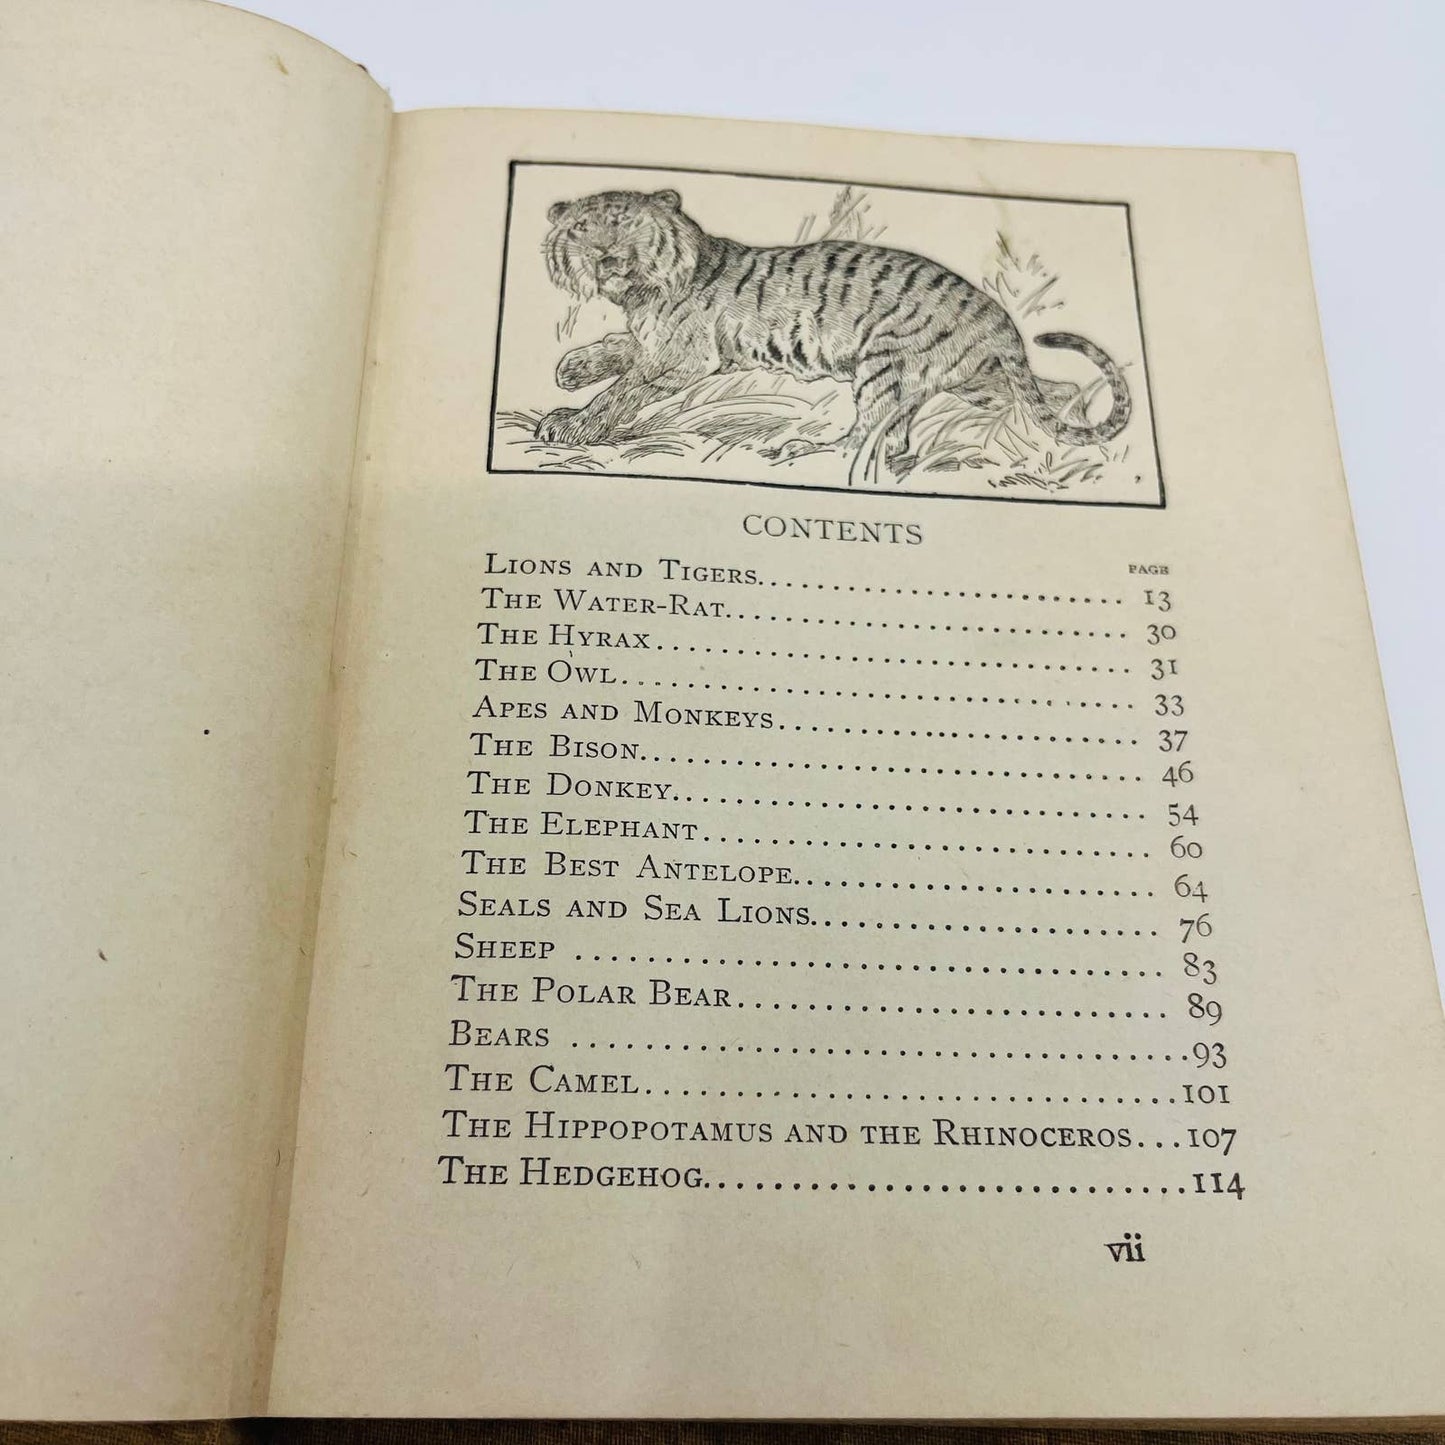 CONTENTS
PAGE
LIONS AND TIGERS........................... 13
THE WATER-RAT.............................. 30
THE HYRAX.................................. 31
THE OWL.................................... 33
APES AND MONKEYS........................... 37
THE BISON.................................. 46
THE DONKEY................................. 54
THE ELEPHANT............................... 60
THE BEST ANTELOPE.......................... 64
SEALS AND SEA LIONS........................ 76
SHEEP ..................................... 83
THE POLAR BEAR............................. 89
BEARS ..................................... 93
THE CAMEL.................................. 101
THE HIPPOPOTAMUS AND THE RHINOCEROS...107
THE HEDGEHOG............................... 114
vii